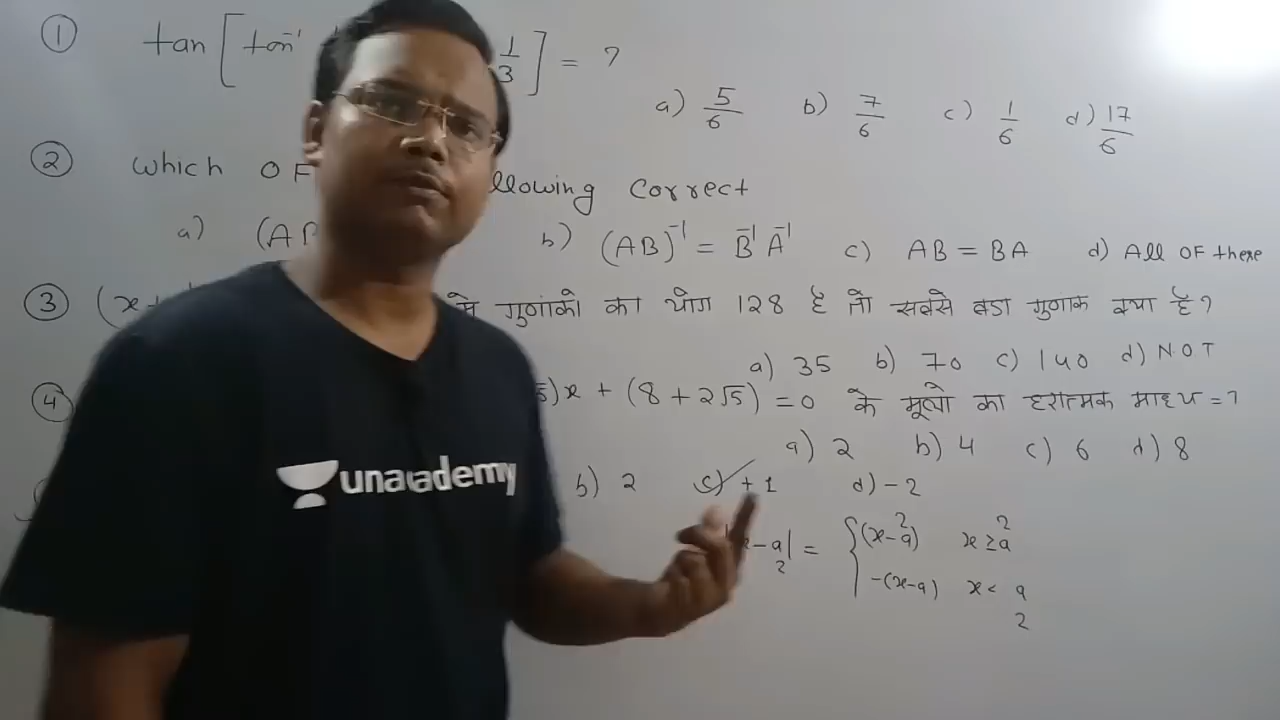 ① tan [ tan⁻¹ 1/3 ] = ?
a) 5/6 b) 7/6 c) 1/6 d) 17/6
② which OF llowing correct
a) (A b) (AB)⁻¹ = B⁻¹ A⁻¹ c) AB = BA d) All OF there
③ (x+ मे गुणांको का योग 128 है तो सबसे बडा गुणांक क्या है ?
a) 35 b) 70 c) 140 d) NOT
④ )x + (8 + 2√5) = 0 के मूल्यो का हरात्मक माध्य = ?
a) 2 b) 4 c) 6 d) 8
b) 2 c) +1 d) -2
-a| = { (x-a) x ≥ a
2 2 2
-(x-a) x < a
2
unacademy